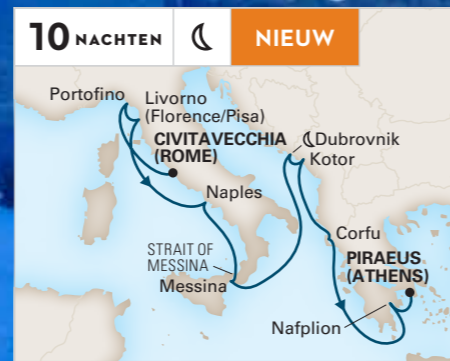 10 NACHTEN
NIEUW
Portofino
Livorno
(Florence/Pisa)
CIVITAVECCHIA
(ROME)
Dubrovnik
Kotor
Naples
STRAIT OF
MESSINA
Messina
Corfu
PIRAEUS
(ATHENS)
Nafplion